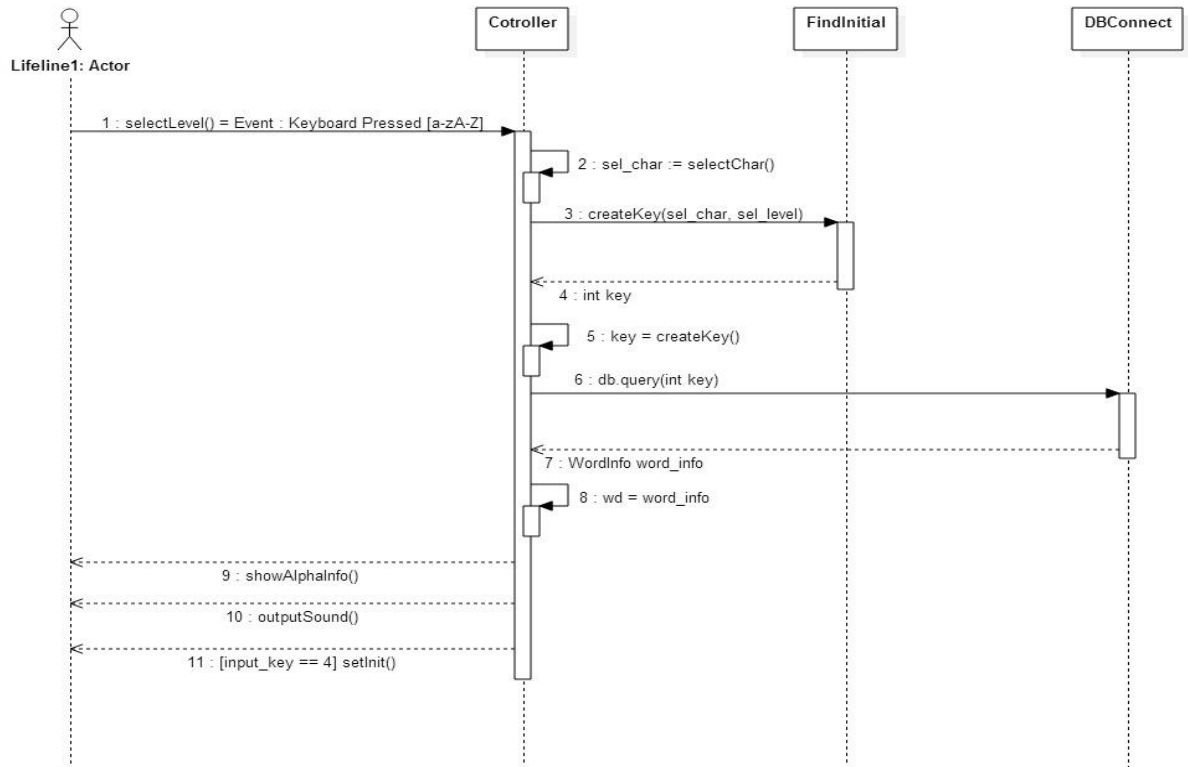 Cotroller
FindInitial
DBConnect
Lifeline1: Actor
1 : selectLevel() = Event : Keyboard Pressed [a-zA-Z]
2 : sel_char := selectChar()
3 : createKey(sel_char, sel_level)
4 : int key
5 : key = createKey()
6 : db.query(int key)
7 : WordInfo word_info
8 : wd = word_info
9 : showAlphaInfo()
10 : outputSound()
11 : [input_key == 4] setInit()